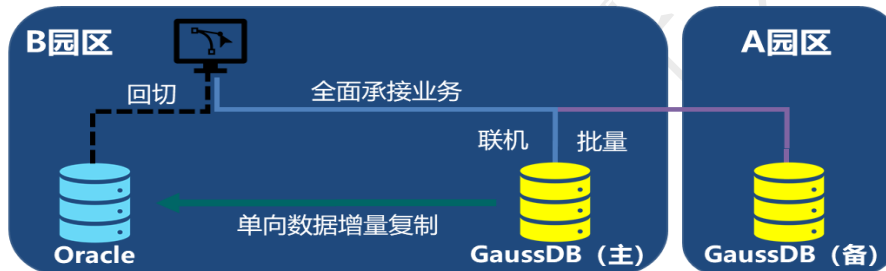 B园区
A园区
回切
全面承接业务
联机
批量
单向数据增量复制
Oracle
GaussDB（主）
GaussDB（备）